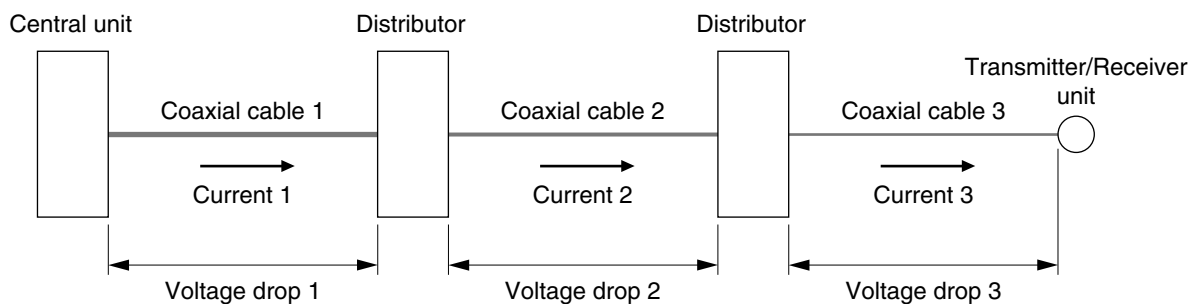 Central unit
Distributor
Distributor
Transmitter/Receiver
unit
Coaxial cable 1
Coaxial cable 2
Coaxial cable 3
Current 1
Current 2
Current 3
Voltage drop 1
Voltage drop 2
Voltage drop 3